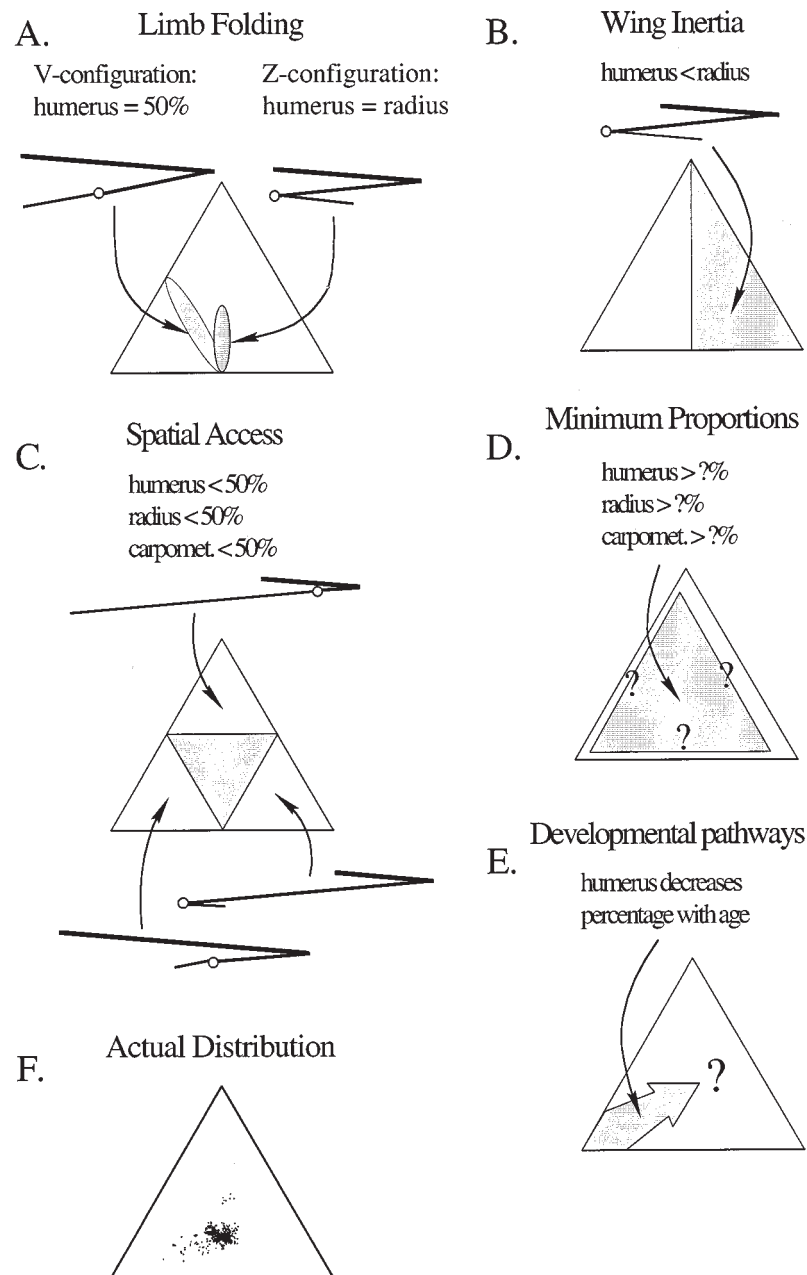 A.
Limb Folding
V-configuration:
humerus = 50%
Z-configuration:
humerus = radius
B.
Wing Inertia
humerus < radius
C.
Spatial Access
humerus < 50%
radius < 50%
carpomet. < 50%
D.
Minimum Proportions
humerus > ?%
radius > ?%
carpomet. > ?%
?
?
?
E.
Developmental pathways
humerus decreases
percentage with age
?
F.
Actual Distribution